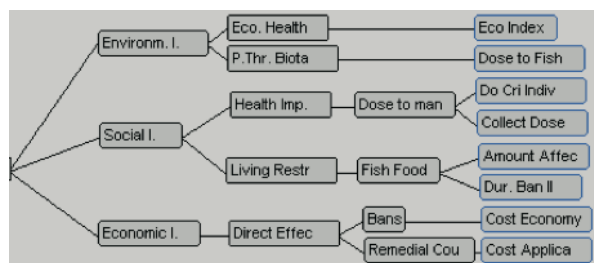 Environm. I.
Eco. Health
Eco Index
P.Thr. Biota
Dose to Fish
Social I.
Health Imp.
Dose to man
Do Cri Indiv
Collect Dose
Living Restr
Fish Food
Amount Affec
Dur. Ban II
Economic I.
Direct Effec
Bans
Cost Economy
Remedial Cou
Cost Applica